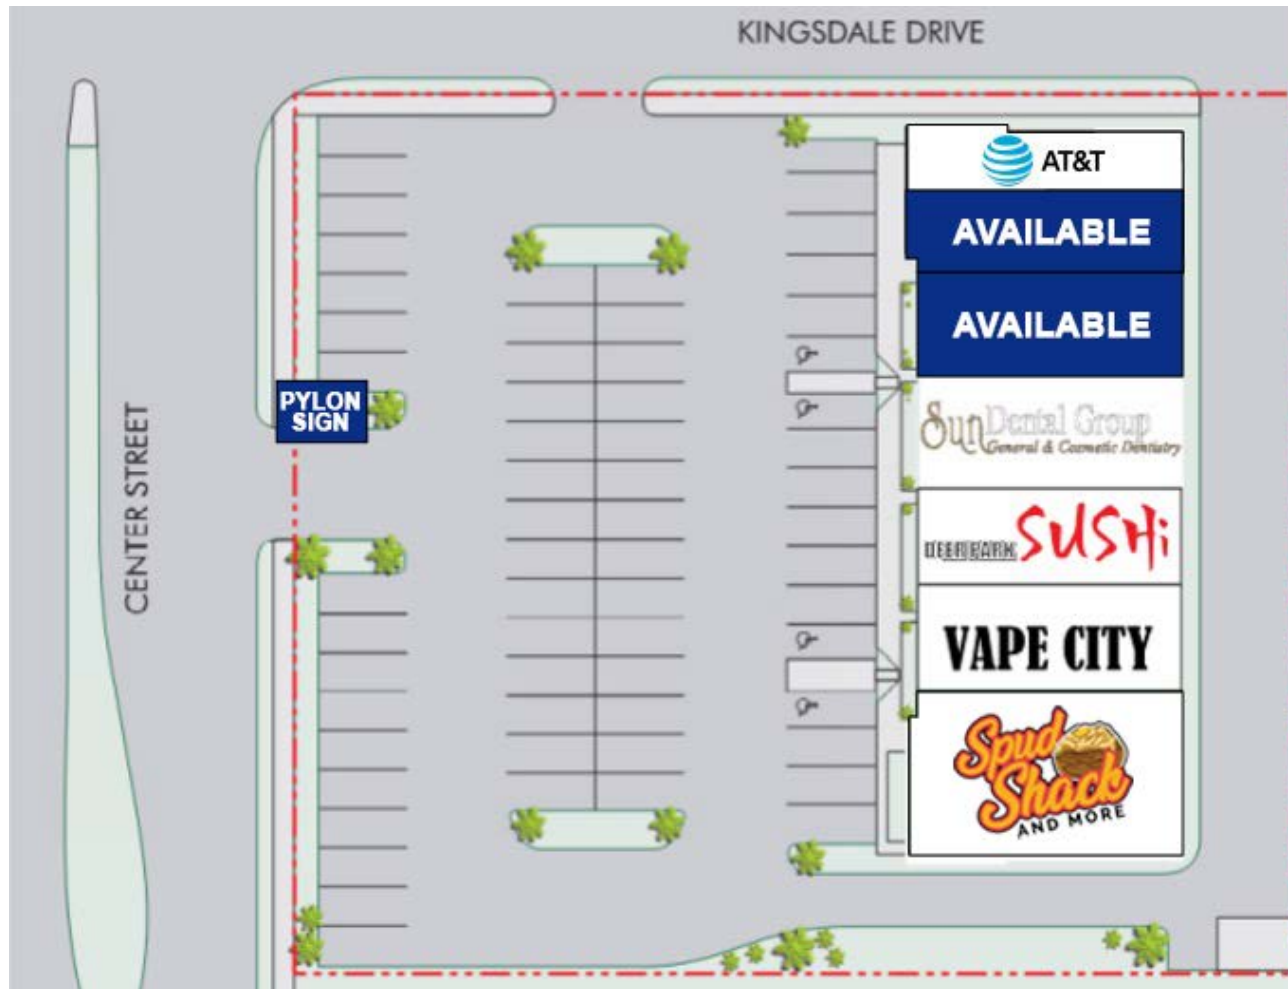 KINGSDALE DRIVE
AT&T
AVAILABLE
AVAILABLE
PYLON
SIGN
CENTER STREET
Sun Dental Group
General & Cosmetic Dentistry
DEER PARK SUSHi
VAPE CITY
Spud
Shack
AND MORE